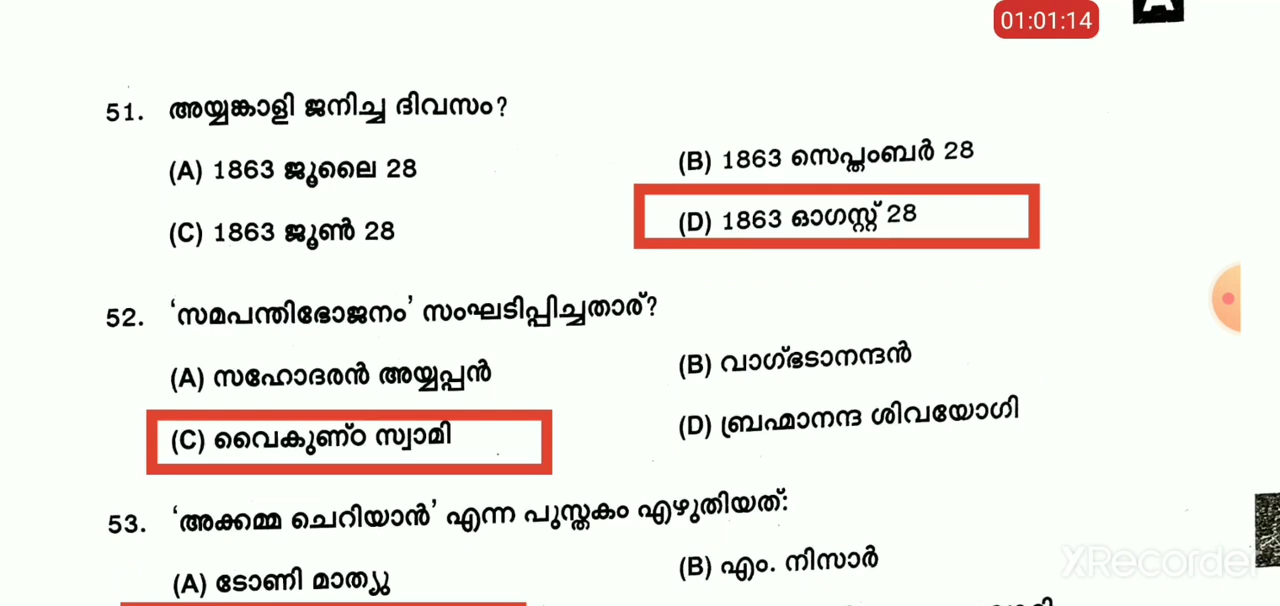 01:01:14
A
51. അയ്യങ്കാളി ജനിച്ച ദിവസം?
(A) 1863 ജൂലൈ 28 (B) 1863 സെപ്തംബർ 28
(C) 1863 ജൂൺ 28 (D) 1863 ഓഗസ്റ്റ് 28
52. 'സമപന്തിഭോജനം' സംഘടിപ്പിച്ചതാര്?
(A) സഹോദരൻ അയ്യപ്പൻ (B) വാഗ്ഭടാനന്ദൻ
(C) വൈകുണ്ഠ സ്വാമി (D) ബ്രഹ്മാനന്ദ ശിവയോഗി
53. 'അക്കമ്മ ചെറിയാൻ' എന്ന പുസ്തകം എഴുതിയത്:
(A) ടോണി മാത്യു (B) എം. നിസാർ
XRecorder